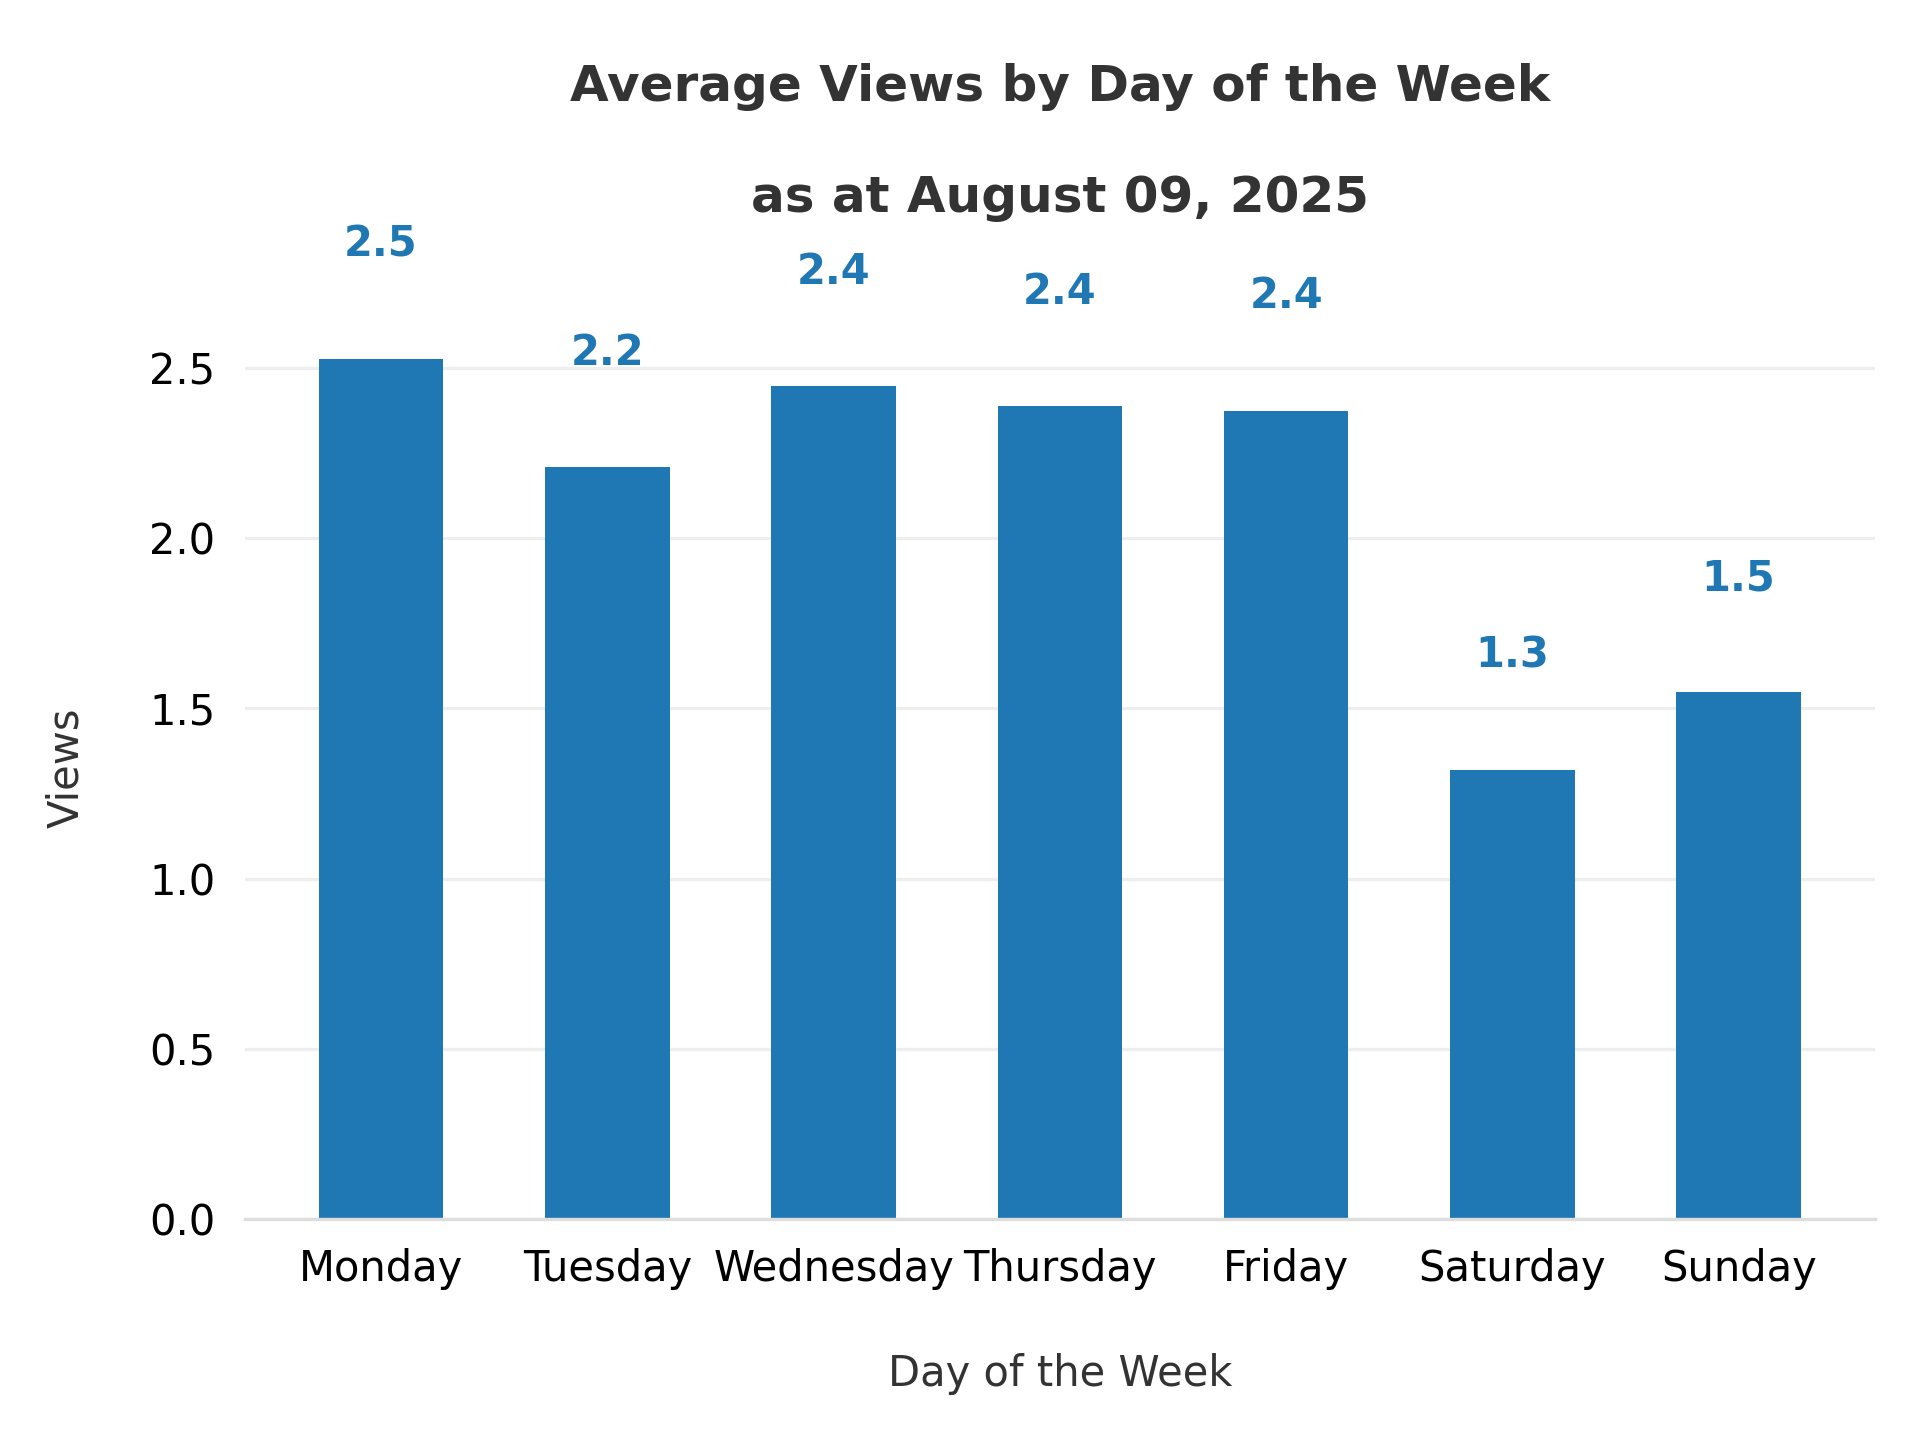 Average Views by Day of the Week
as at August 09, 2025
2.5
2.2
2.4
2.4
2.4
1.3
1.5
2.5
2.0
1.5
1.0
0.5
0.0
Views
Monday Tuesday Wednesday Thursday Friday Saturday Sunday
Day of the Week